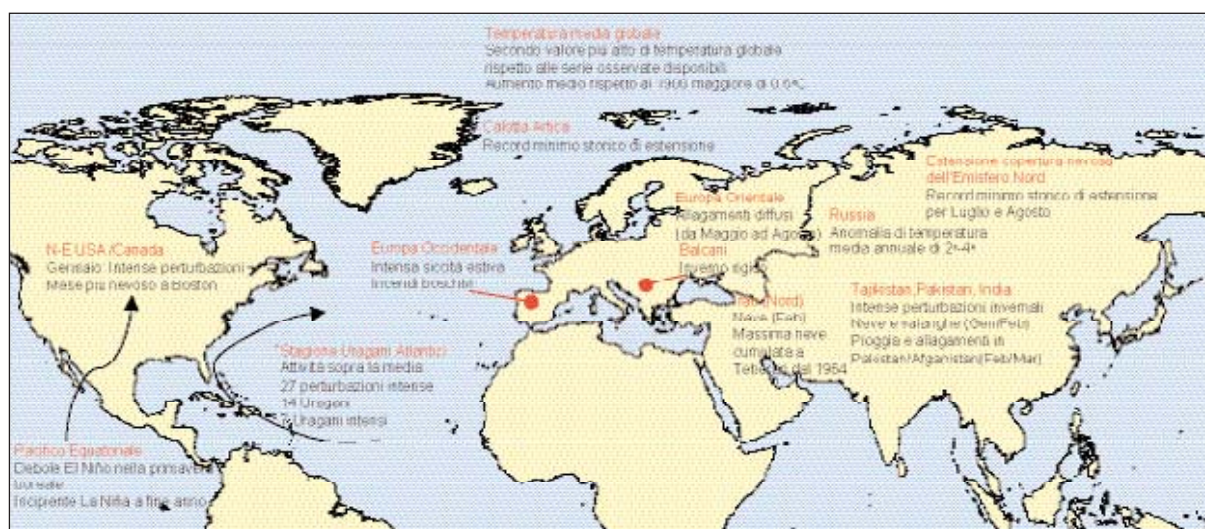 Temperatura media globale
Secondo valore più alto di temperatura globale
rispetto alle serie osservate disponibili
Aumento medio rispetto al 1900 maggiore di 0.6°C
Calotta Artica
Record minimo storico di estensione
Estensione copertura nevosa
dell'Emisfero Nord
Record minimo storico di estensione
per Luglio e Agosto
Europa Orientale
Allagamenti diffusi
(da Maggio ad Agosto)
Russia
Anomalia di temperatura
media annuale di 2°-4°
Balcani
Inverno rigido
N-E USA /Canada
Gennaio: Intense perturbazioni
Mese più nevoso a Boston
Europa Occidentale
Intensa siccità estiva
Incendi boschivi
Iran (Nord)
Neve (Feb)
Massima neve
cumulata a
dal 1964
Tajikistan, Pakistan, India
Intense perturbazioni invernali
Neve e valanghe (Gen/Feb)
Pioggia e allagamenti in
Pakistan/Afganistan(Feb/Mar)
Stagione Uragani Atlantici
Attività sopra la media
27 perturbazioni intense
14 Uragani
7 Uragani intensi
Pacifico Equatoriale
Debole El Niño nella primavera
boreale
Incipiente La Niña a fine anno